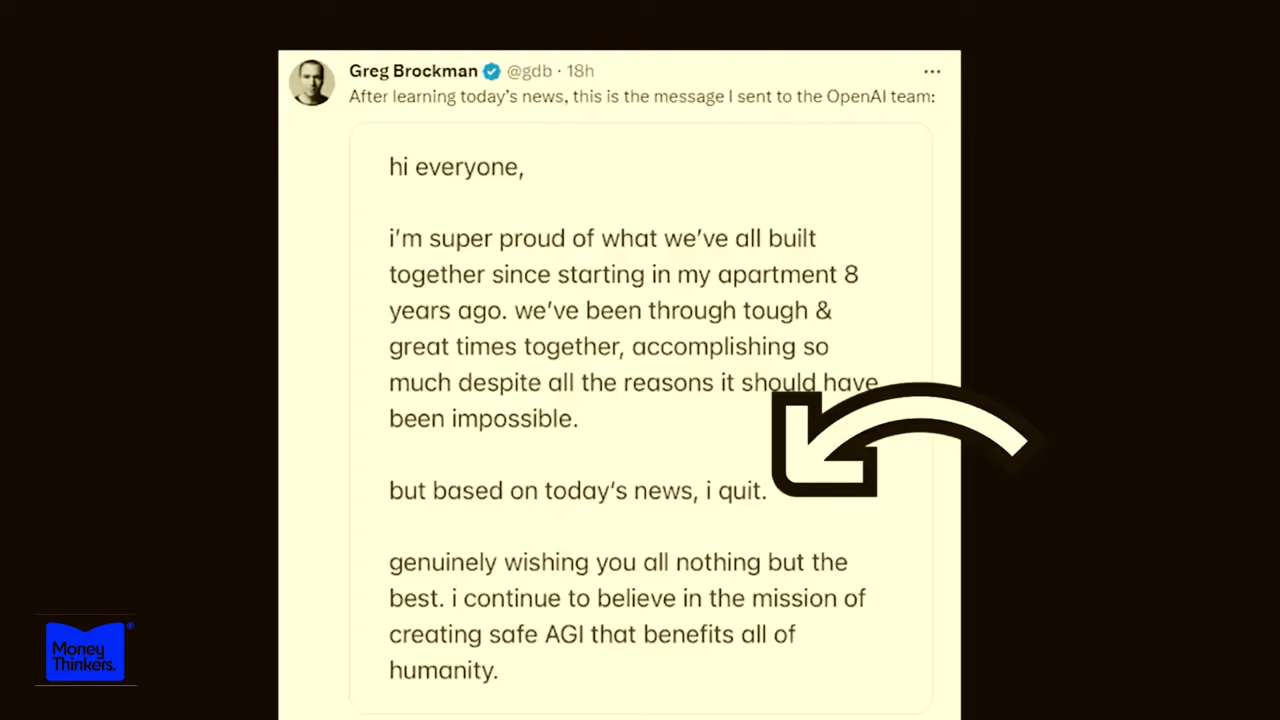 Greg Brockman @gdb · 18h
After learning today's news, this is the message I sent to the OpenAI team:
hi everyone,
i'm super proud of what we've all built
together since starting in my apartment 8
years ago. we've been through tough &
great times together, accomplishing so
much despite all the reasons it should have
been impossible.
but based on today's news, i quit.
genuinely wishing you all nothing but the
best. i continue to believe in the mission of
creating safe AGI that benefits all of
humanity.
Money
Thinkers.
®